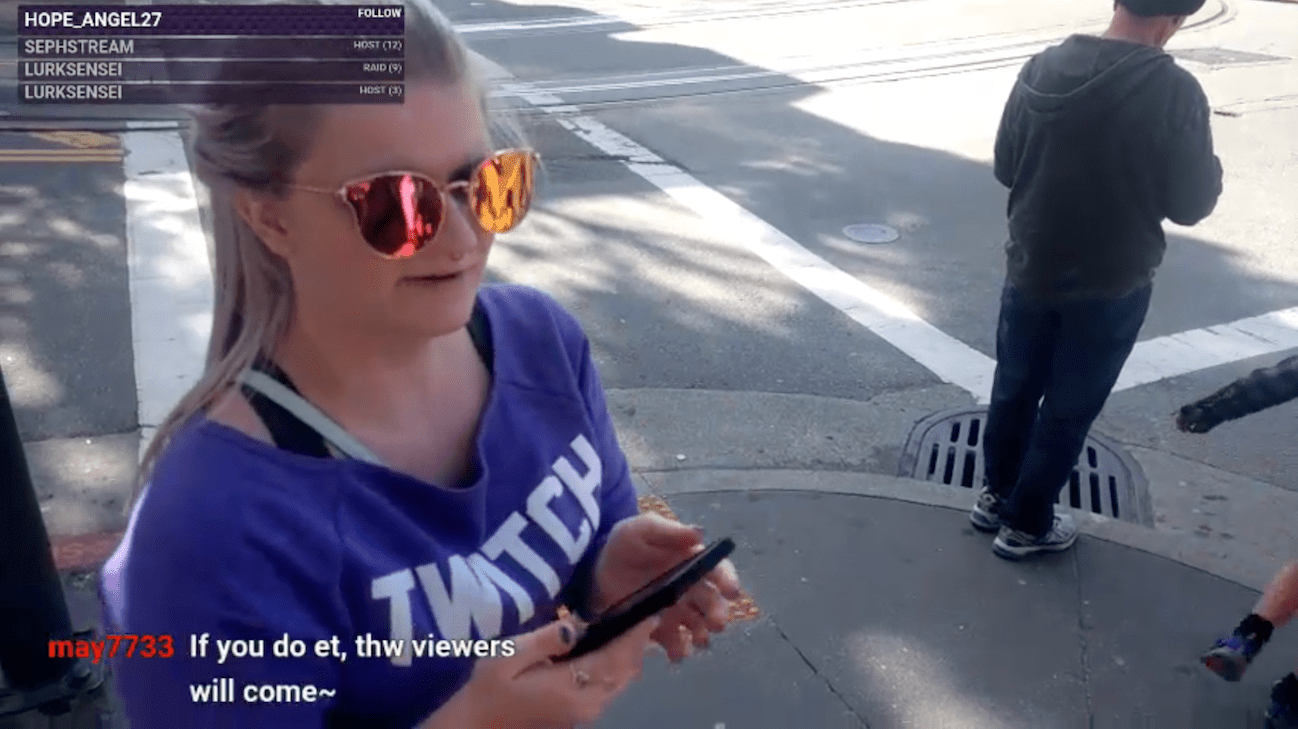 HOPE_ANGEL27 FOLLOW
SEPHSTREAM HOST (12)
LURKSENSEI RAID (9)
LURKSENSEI HOST (3)
TWITCH
may7733 If you do et, thw viewers
will come~